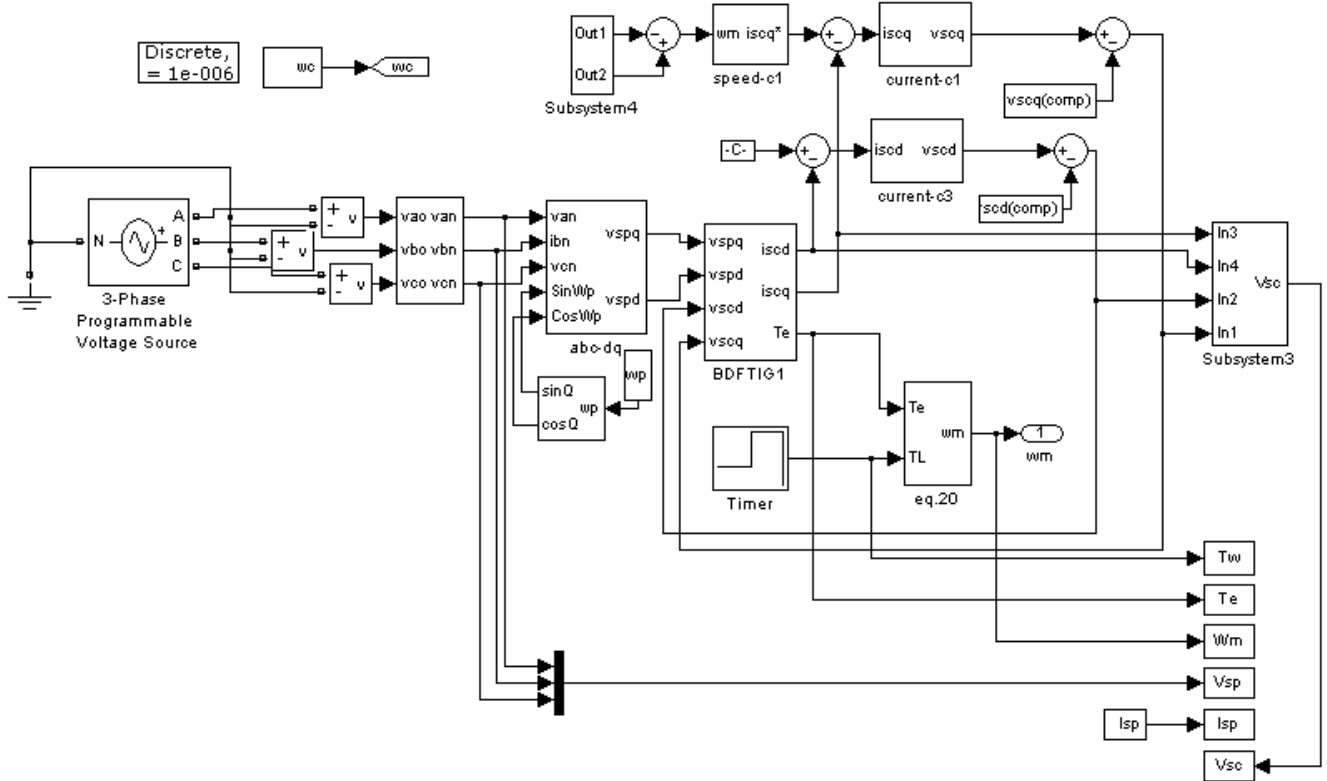 Discrete,
= 1e-006
wc
wc
Out1
Out2
Subsystem4
-
+
wm iscq*
speed-c1
+
-
iscq vscq
current-c1
+
-
vscq(comp)
-C-
+
-
iscd vscd
current-c3
+
-
rscd(comp)
N
A
B
C
+
3-Phase
Programmable
Voltage Source
+
-
v
+
-
v
+
-
v
vao van
vbo vbn
vco vcn
van
ibn
vcn
SinWp
CosWp
vspq
vspd
abc-dq
sinQ
cosQ
wp
wp
vspq
vspd
vscd
vscq
iscd
iscq
Te
BDFTIG1
Timer
Te
TL
wm
eq.20
1
wm
In3
In4
In2
In1
Vsc
Subsystem3
Tw
Te
Wm
Vsp
Isp
Isp
Vsc